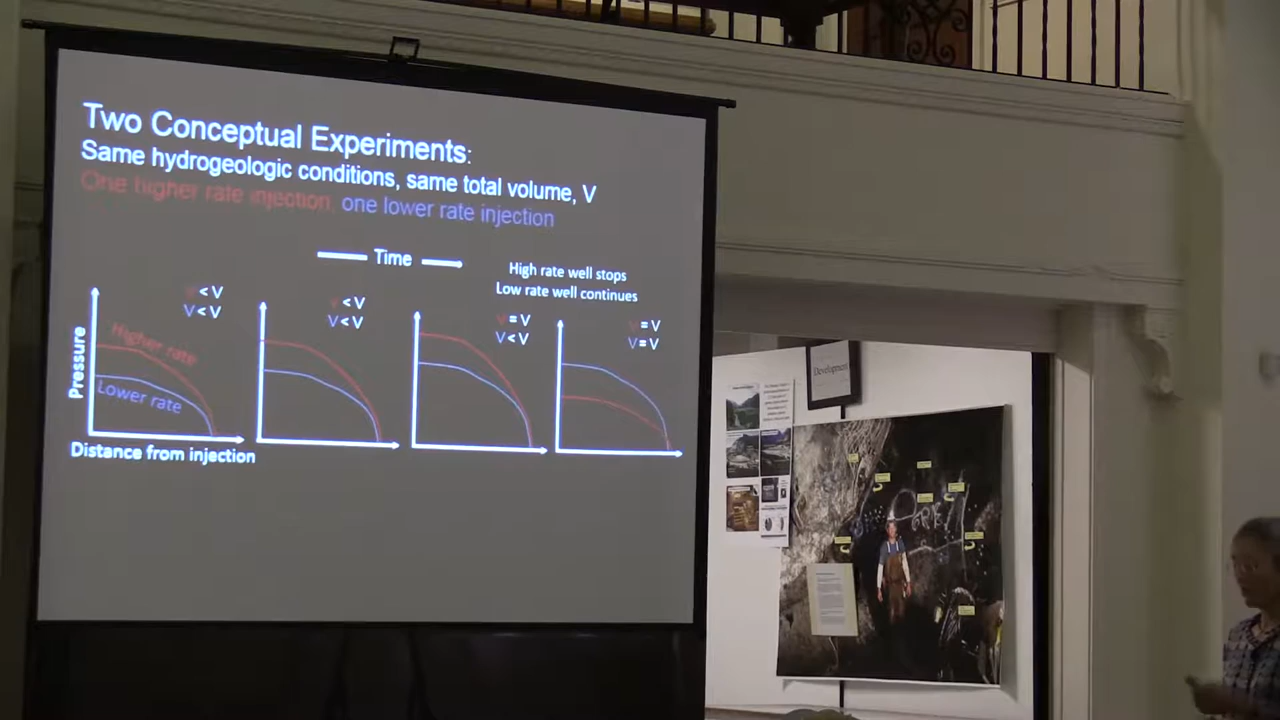 Two Conceptual Experiments:
Same hydrogeologic conditions, same total volume, V
One higher rate injection, one lower rate injection
Time
High rate well stops
Low rate well continues
V < V
V < V
V < V
V < V
V = V
V < V
V = V
V = V
Pressure
Higher rate
Lower rate
Distance from injection
Development